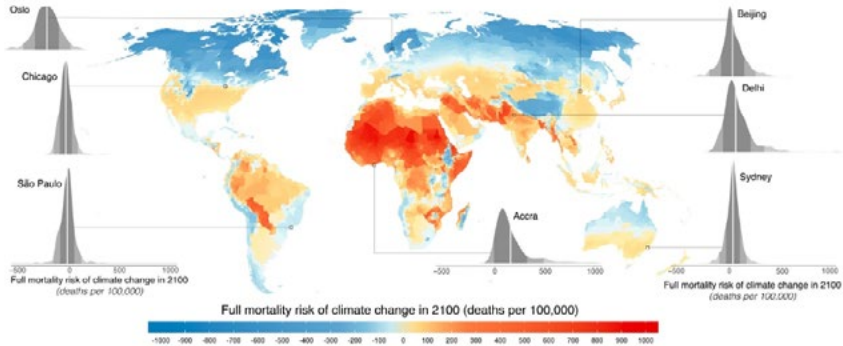 Oslo
Chicago
São Paulo
-500 0 500 1000
Full mortality risk of climate change in 2100
(deaths per 100,000)
Accra
-500 0 500 1000
Beijing
Delhi
Sydney
-500 0 500 1000
Full mortality risk of climate change in 2100
(deaths per 100,000)
Full mortality risk of climate change in 2100 (deaths per 100,000)
-1000 -900 -800 -700 -600 -500 -400 -300 -200 -100 0 100 200 300 400 500 600 700 800 900 1000